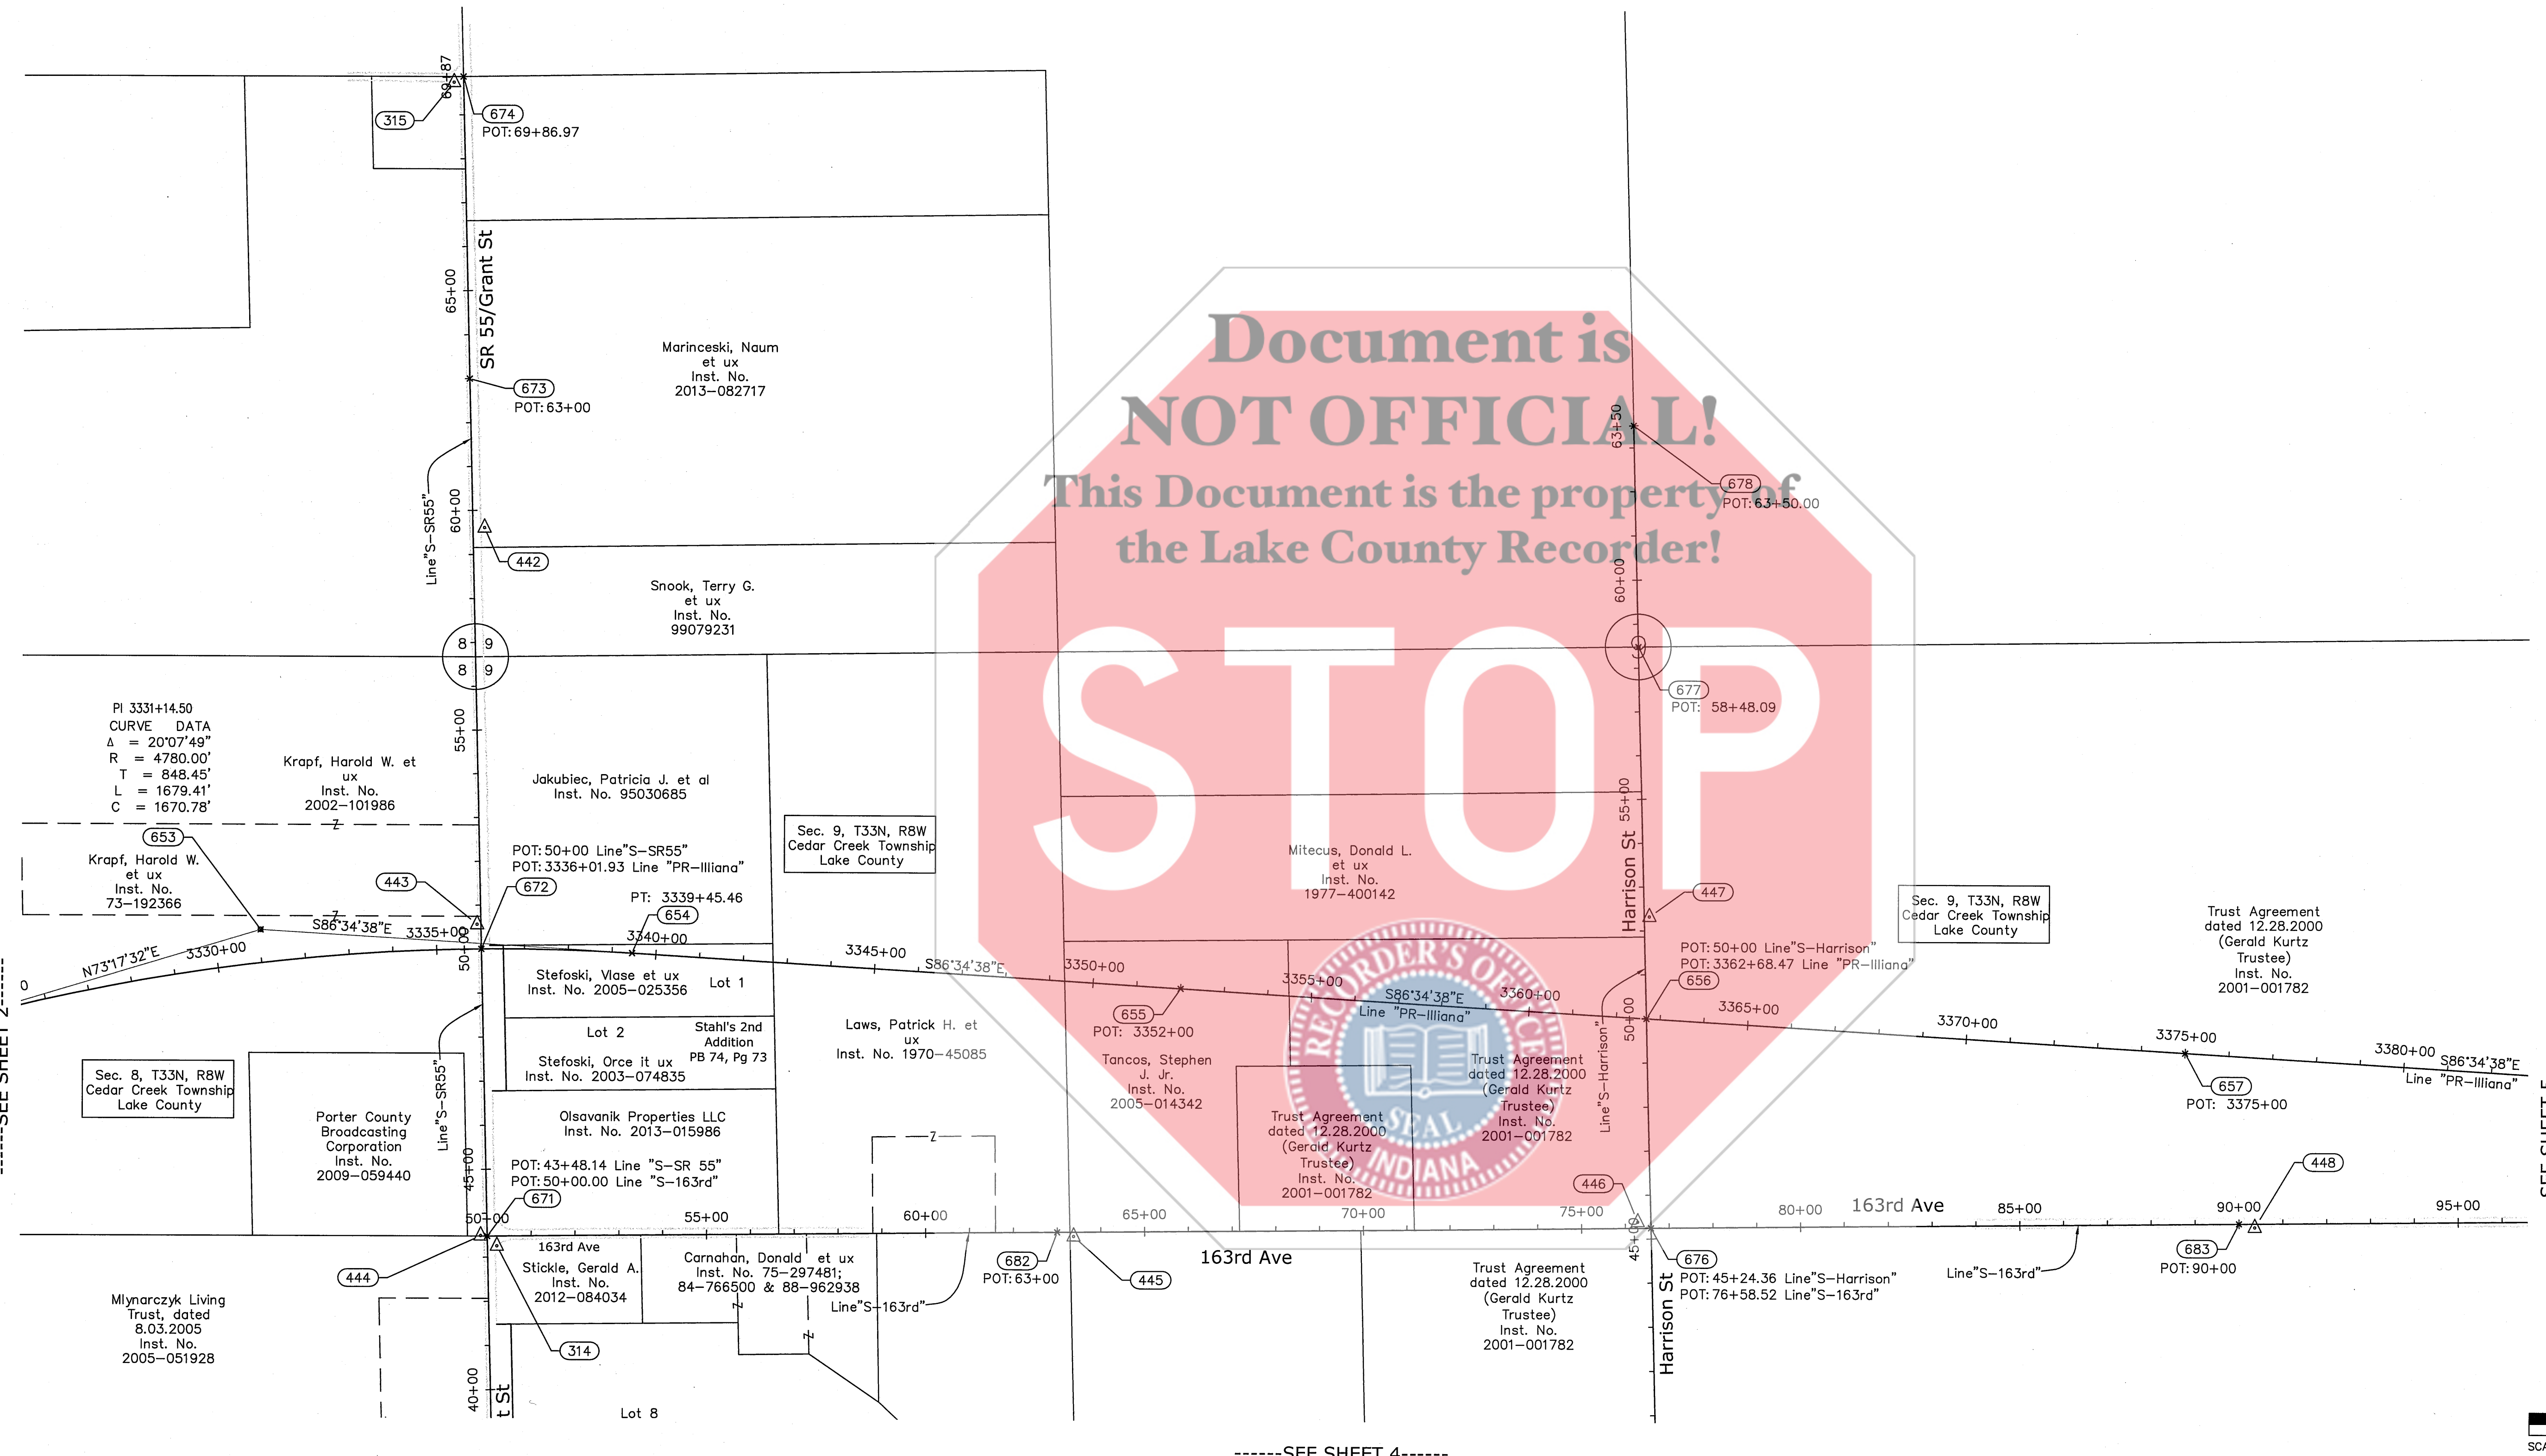 69+87
315
674
POT: 69+86.97
SR 55/Grant St
65+00
673
POT: 63+00
Line"S-SR55"
60+00
442
Marinceski, Naum
et ux
Inst. No.
2013-082717
Snook, Terry G.
et ux
Inst. No.
99079231
8 9
8 9
Document is
NOT OFFICIAL!
This Document is the property of
the Lake County Recorder!
STOP
63+50
678
POT: 63+50.00
60+00
9
677
POT: 58+48.09
PI 3331+14.50
CURVE DATA
Δ = 20°07'49"
R = 4780.00'
T = 848.45'
L = 1679.41'
C = 1670.78'
Krapf, Harold W. et
ux
Inst. No.
2002-101986
Z
55+00
Jakubiec, Patricia J. et al
Inst. No. 95030685
653
Krapf, Harold W.
et ux
Inst. No.
73-192366
Z
443
POT: 50+00 Line"S-SR55"
POT: 3336+01.93 Line "PR-Illiana"
672
PT: 3339+45.46
654
Sec. 9, T33N, R8W
Cedar Creek Township
Lake County
Mitecus, Donald L.
et ux
Inst. No.
1977-400142
Harrison St
55+00
447
Sec. 9, T33N, R8W
Cedar Creek Township
Lake County
Trust Agreement
dated 12.28.2000
(Gerald Kurtz
Trustee)
Inst. No.
2001-001782
N73°17'32"E
3330+00
S86°34'38"E
3335+00
50+00
3340+00
3345+00
S86°34'38"E
3350+00
3355+00
S86°34'38"E
Line "PR-Illiana"
3360+00
POT: 50+00 Line"S-Harrison"
POT: 3362+68.47 Line "PR-Illiana"
656
50+00
3365+00
3370+00
3375+00
3380+00
S86°34'38"E
Line "PR-Illiana"
657
POT: 3375+00
0
------SEE SHEET 2------
Stefoski, Vlase et ux
Inst. No. 2005-025356
Lot 1
Lot 2
Stahl's 2nd
Addition
PB 74, Pg 73
Stefoski, Orce it ux
Inst. No. 2003-074835
Laws, Patrick H. et
ux
Inst. No. 1970-45085
655
POT: 3352+00
Tancos, Stephen
J. Jr.
Inst. No.
2005-014342
Trust Agreement
dated 12.28.2000
(Gerald Kurtz
Trustee)
Inst. No.
2001-001782
Trust Agreement
dated 12.28.2000
(Gerald Kurtz
Trustee)
Inst. No.
2001-001782
RECORDER'S OFFICE
SEAL
INDIANA
Line"S-Harrison"
Sec. 8, T33N, R8W
Cedar Creek Township
Lake County
Porter County
Broadcasting
Corporation
Inst. No.
2009-059440
Line"S-SR55"
45+00
Olsavanik Properties LLC
Inst. No. 2013-015986
POT: 43+48.14 Line "S-SR 55"
POT: 50+00.00 Line "S-163rd"
671
Z
446
448
50+00
55+00
60+00
65+00
70+00
75+00
80+00
163rd Ave
85+00
90+00
95+00
444
163rd Ave
Stickle, Gerald A.
Inst. No.
2012-084034
Carnahan, Donald et ux
Inst. No. 75-297481;
84-766500 & 88-962938
Z
Z
Line"S-163rd"
682
POT: 63+00
445
163rd Ave
45+00
676
POT: 45+24.36 Line"S-Harrison"
POT: 76+58.52 Line"S-163rd"
Line"S-163rd"
683
POT: 90+00
Mlynarczyk Living
Trust, dated
8.03.2005
Inst. No.
2005-051928
314
40+00
t St
Lot 8
Trust Agreement
dated 12.28.2000
(Gerald Kurtz
Trustee)
Inst. No.
2001-001782
Harrison St
------SEE SHEET 4------